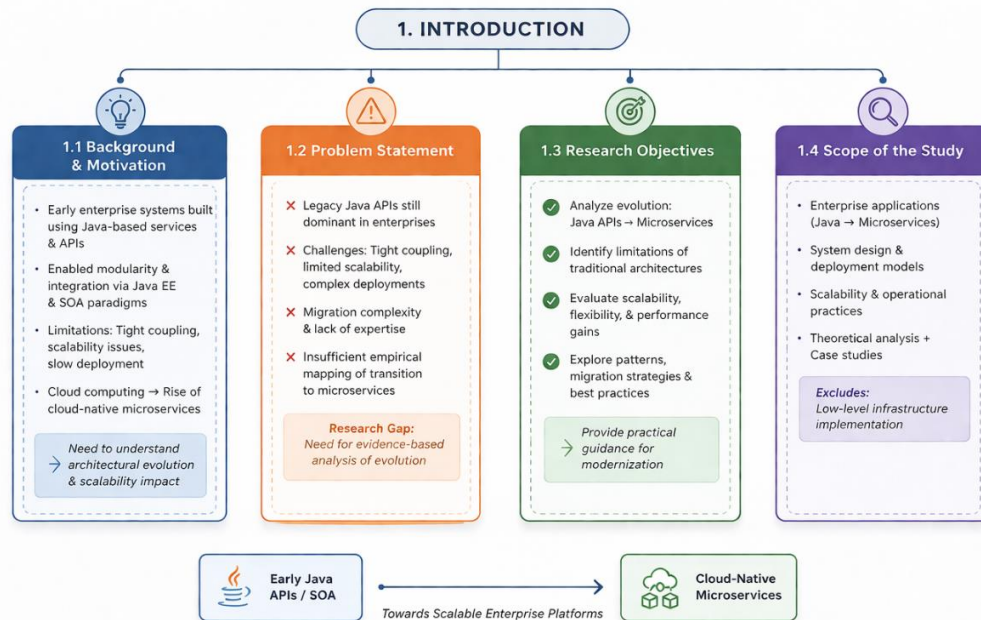 1. INTRODUCTION
1.1 Background
& Motivation
• Early enterprise systems built
using Java-based services
& APIs
• Enabled modularity &
integration via Java EE
& SOA paradigms
• Limitations: Tight coupling,
scalability issues,
slow deployment
• Cloud computing → Rise of
cloud-native microservices
→ Need to understand
architectural evolution
& scalability impact
1.2 Problem Statement
✕ Legacy Java APIs still
dominant in enterprises
✕ Challenges: Tight coupling,
limited scalability,
complex deployments
✕ Migration complexity
& lack of expertise
✕ Insufficient empirical
mapping of transition
to microservices
Research Gap:
Need for evidence-based
analysis of evolution
1.3 Research Objectives
Analyze evolution:
Java APIs → Microservices
Identify limitations of
traditional architectures
Evaluate scalability,
flexibility, & performance
gains
Explore patterns,
migration strategies &
best practices
→ Provide practical
guidance for
modernization
1.4 Scope of the Study
• Enterprise applications
(Java → Microservices)
• System design &
deployment models
• Scalability & operational
practices
• Theoretical analysis +
Case studies
Excludes:
Low-level infrastructure
implementation
Early Java
APIs / SOA
Towards Scalable Enterprise Platforms
Cloud-Native
Microservices